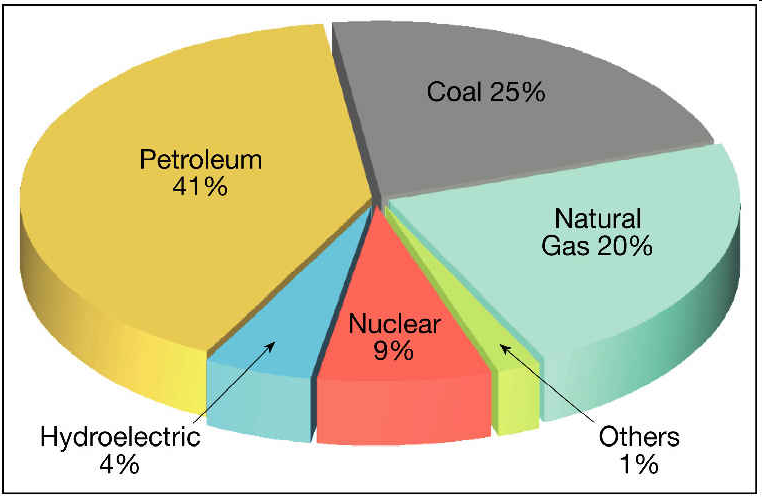 Coal 25%
Petroleum
41%
Natural
Gas 20%
Nuclear
9%
Hydroelectric
4%
Others
1%